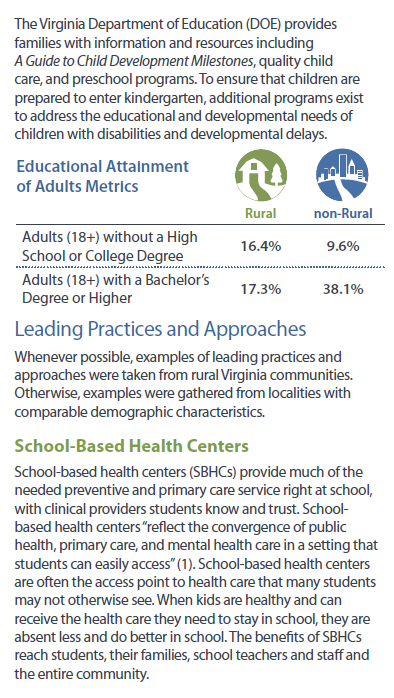 The Virginia Department of Education (DOE) provides
families with information and resources including
A Guide to Child Development Milestones, quality child
care, and preschool programs. To ensure that children are
prepared to enter kindergarten, additional programs exist
to address the educational and developmental needs of
children with disabilities and developmental delays.
Educational Attainment
of Adults Metrics
Rural non-Rural
Adults (18+) without a High
School or College Degree 16.4% 9.6%
Adults (18+) with a Bachelor's
Degree or Higher 17.3% 38.1%
Leading Practices and Approaches
Whenever possible, examples of leading practices and
approaches were taken from rural Virginia communities.
Otherwise, examples were gathered from localities with
comparable demographic characteristics.
School-Based Health Centers
School-based health centers (SBHCs) provide much of the
needed preventive and primary care service right at school,
with clinical providers students know and trust. School-
based health centers "reflect the convergence of public
health, primary care, and mental health care in a setting that
students can easily access" (1). School-based health centers
are often the access point to health care that many students
may not otherwise see. When kids are healthy and can
receive the health care they need to stay in school, they are
absent less and do better in school. The benefits of SBHCs
reach students, their families, school teachers and staff and
the entire community.